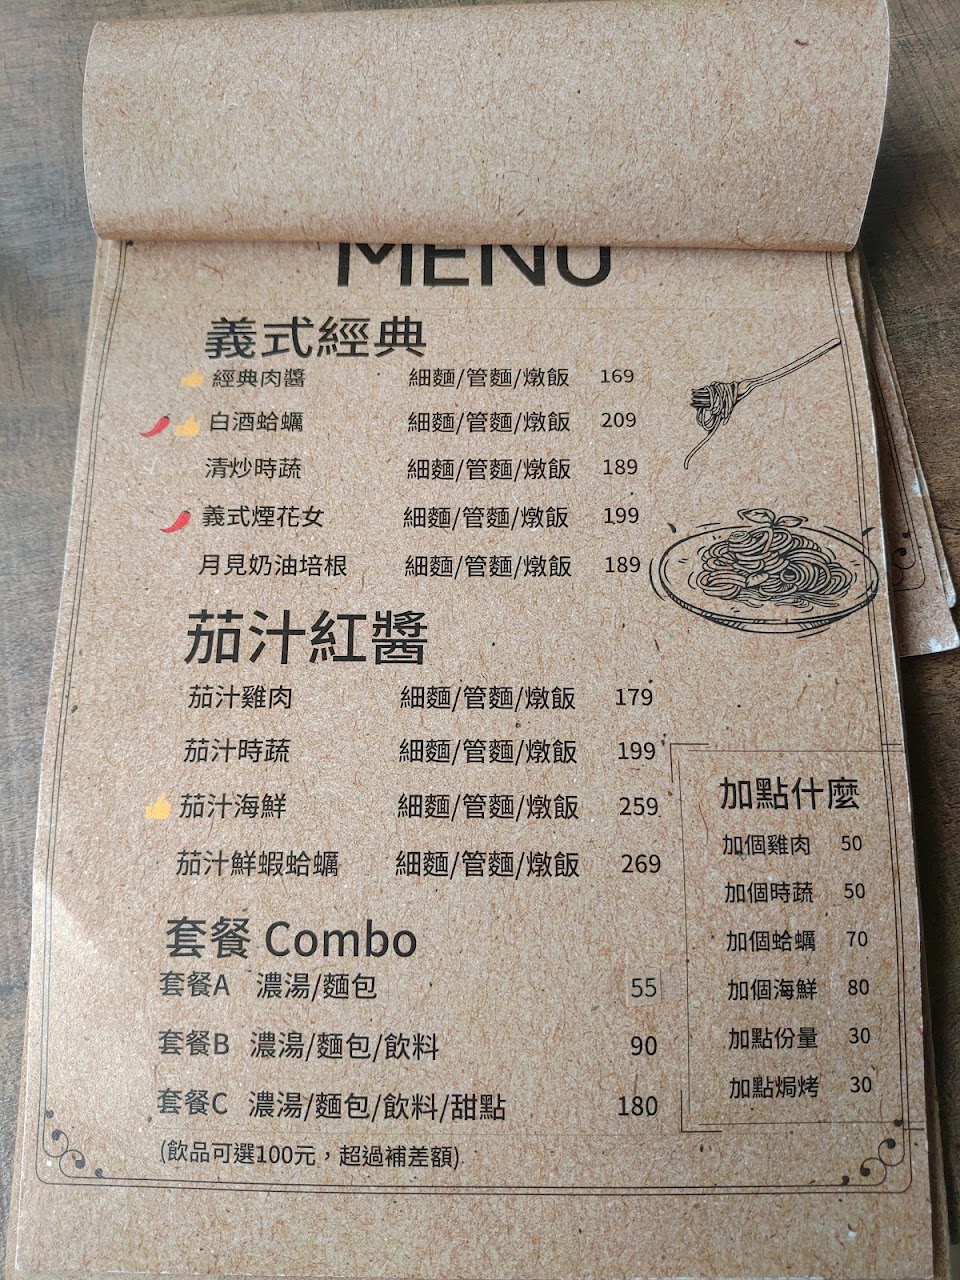 MENU
義式經典
經典肉醬 細麵/管麵/燉飯 169
白酒蛤蠣 細麵/管麵/燉飯 209
清炒時蔬 細麵/管麵/燉飯 189
義式煙花女 細麵/管麵/燉飯 199
月見奶油培根 細麵/管麵/燉飯 189
茄汁紅醬
茄汁雞肉 細麵/管麵/燉飯 179
茄汁時蔬 細麵/管麵/燉飯 199
茄汁海鮮 細麵/管麵/燉飯 259
茄汁鮮蝦蛤蠣 細麵/管麵/燉飯 269
套餐 Combo
套餐A 濃湯/麵包 55
套餐B 濃湯/麵包/飲料 90
套餐C 濃湯/麵包/飲料/甜點 180
(飲品可選100元，超過補差額)
加點什麼
加個雞肉 50
加個時蔬 50
加個蛤蠣 70
加個海鮮 80
加點份量 30
加點焗烤 30